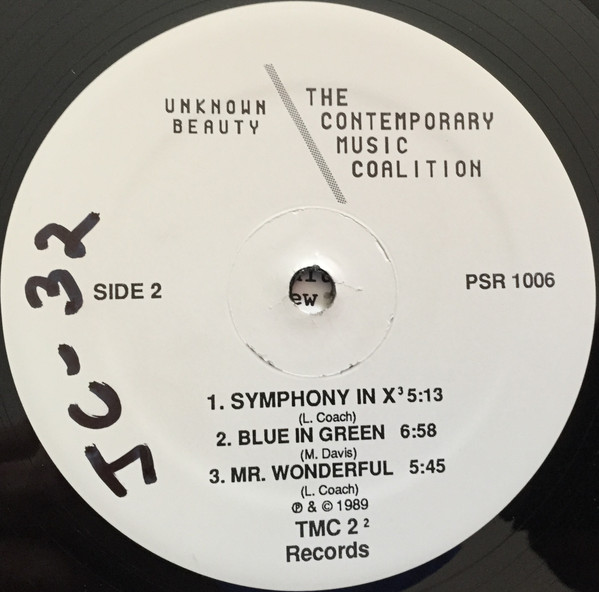 UNKNOWN
BEAUTY
THE
CONTEMPORARY
MUSIC
COALITION
JC-32
SIDE 2
PSR 1006
ew
1. SYMPHONY IN X³ 5:13
(L. Coach)
2. BLUE IN GREEN 6:58
(M. Davis)
3. MR. WONDERFUL 5:45
(L. Coach)
℗ & © 1989
TMC 2²
Records